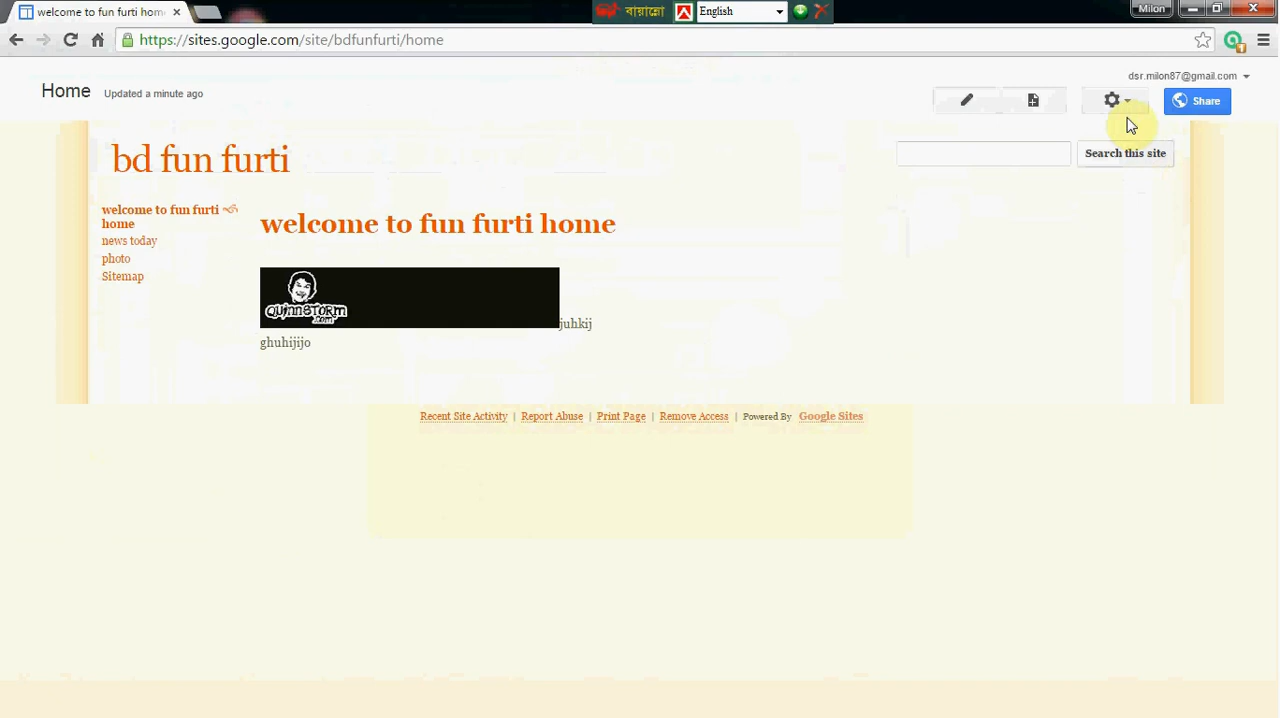 welcome to fun furti hom
বায়ান্নো
English
Milon
https://sites.google.com/site/bdfunfurti/home
dsr.milon87@gmail.com
Home
Updated a minute ago
Share
bd fun furti
Search this site
welcome to fun furti
home
news today
photo
Sitemap
welcome to fun furti home
QUINNSTORM
juhkij
ghuhijijo
Recent Site Activity | Report Abuse | Print Page | Remove Access | Powered By Google Sites